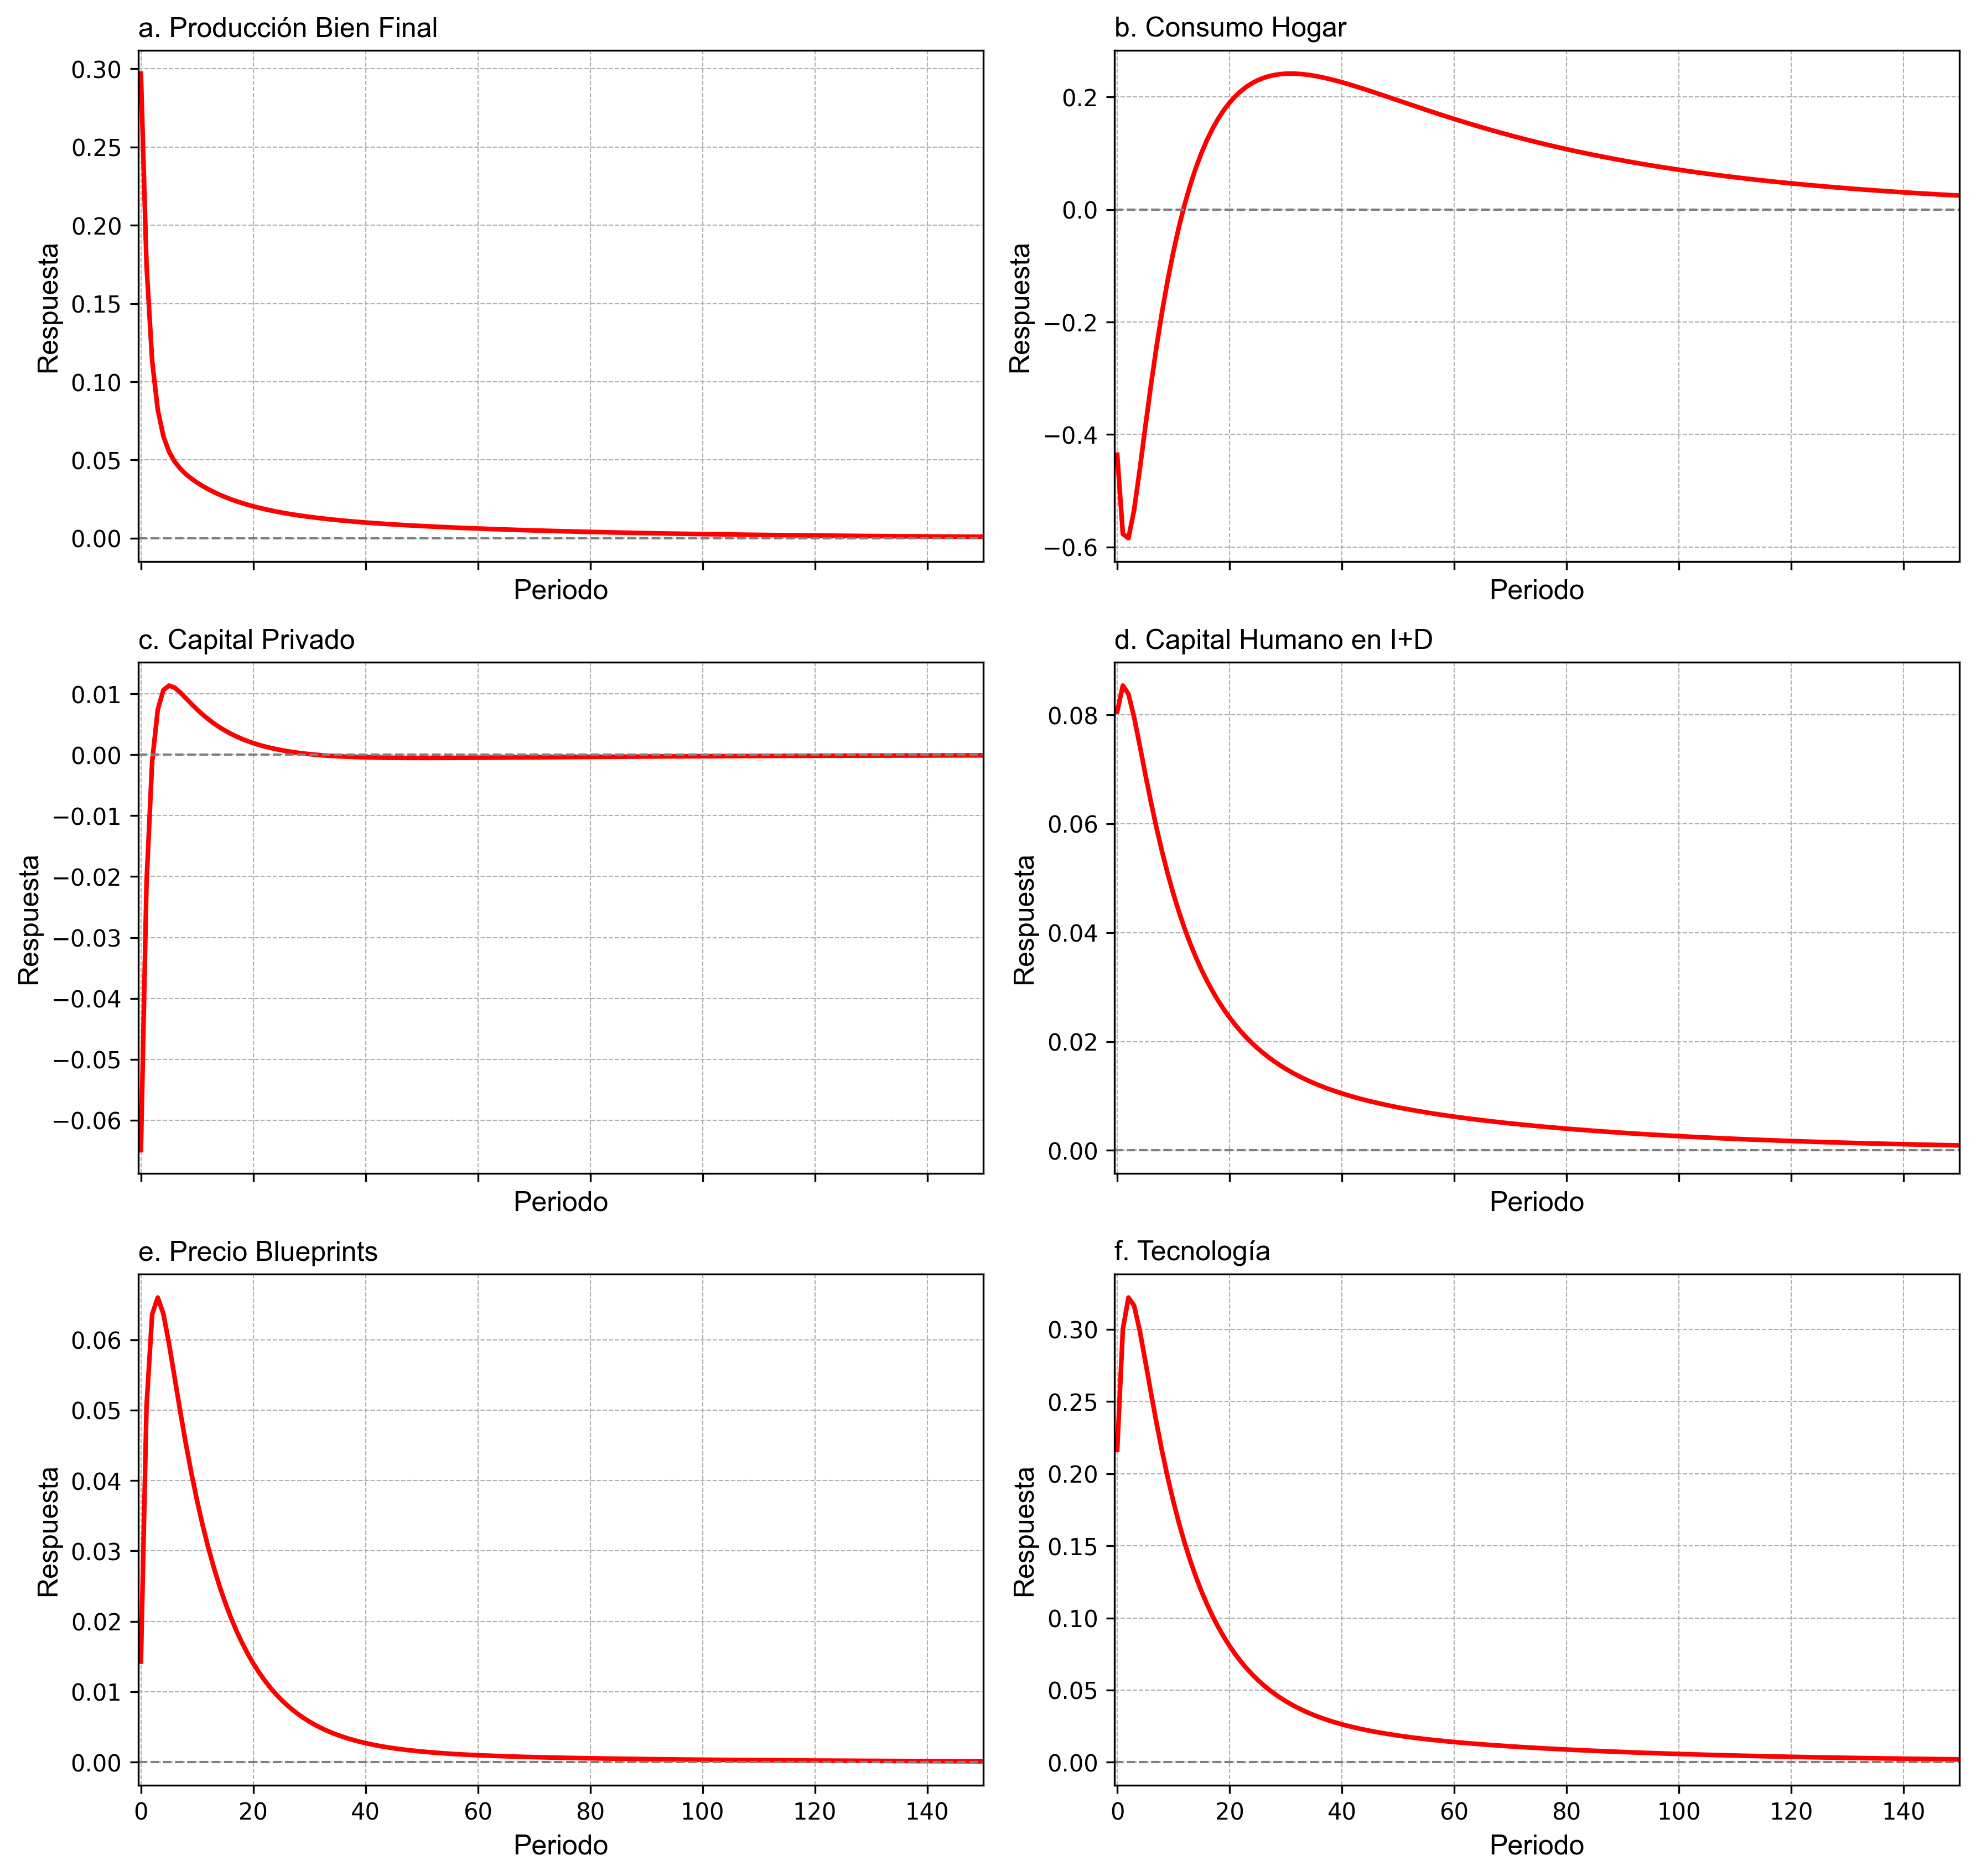 a. Producción Bien Final
0.30
0.25
0.20
0.15
0.10
0.05
0.00
Respuesta
Periodo
b. Consumo Hogar
0.2
0.0
−0.2
−0.4
−0.6
Respuesta
Periodo
c. Capital Privado
0.01
0.00
−0.01
−0.02
−0.03
−0.04
−0.05
−0.06
Respuesta
Periodo
d. Capital Humano en I+D
0.08
0.06
0.04
0.02
0.00
Respuesta
Periodo
e. Precio Blueprints
0.06
0.05
0.04
0.03
0.02
0.01
0.00
Respuesta
0 20 40 60 80 100 120 140
Periodo
f. Tecnología
0.30
0.25
0.20
0.15
0.10
0.05
0.00
Respuesta
0 20 40 60 80 100 120 140
Periodo